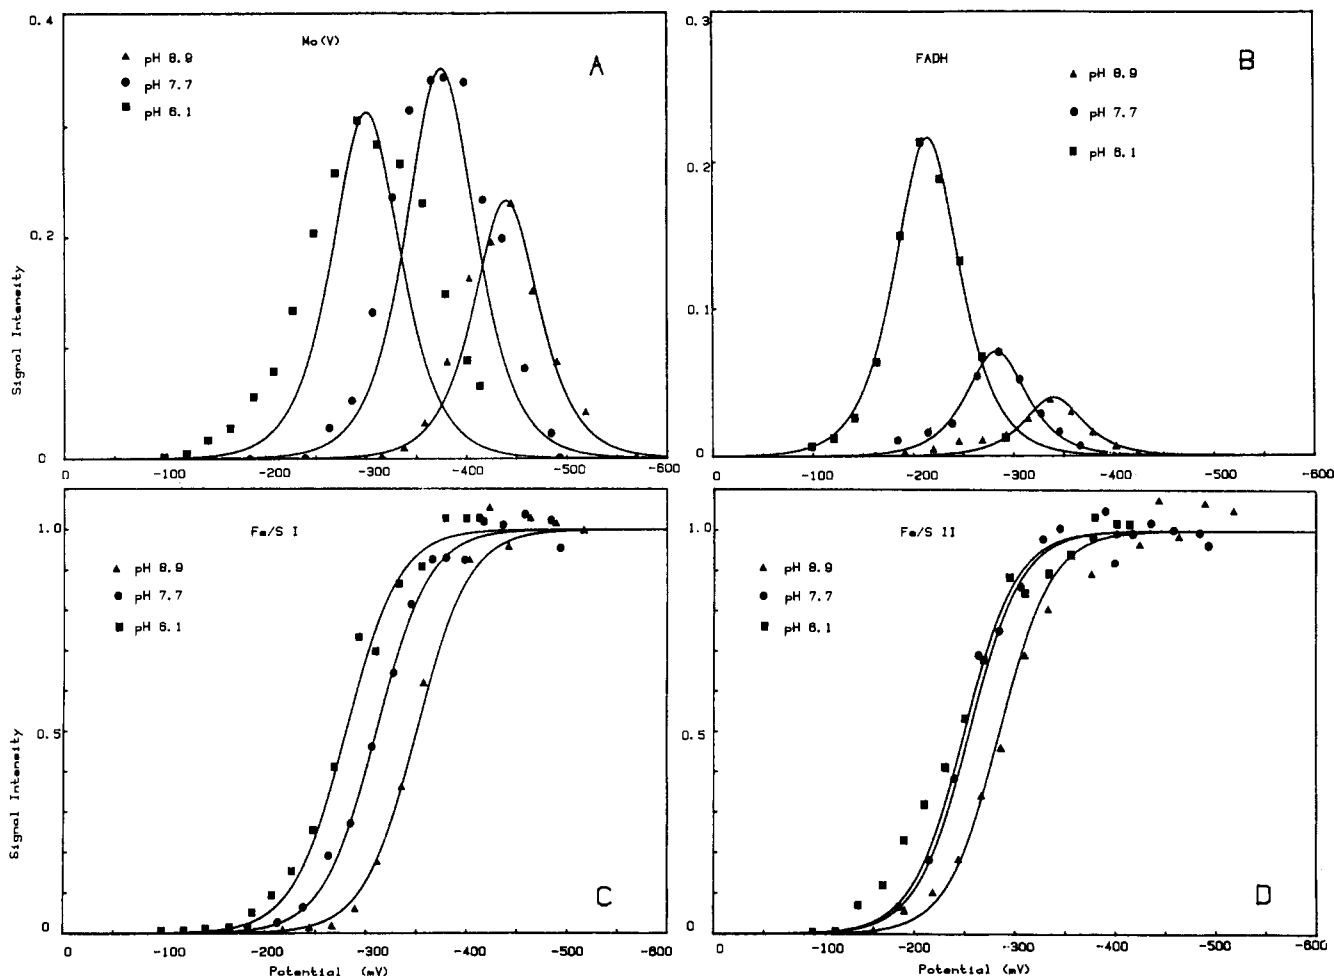 0.4
Mo(V)
A
▲ pH 8.9
● pH 7.7
■ pH 6.1
0.2
0
Signal Intensity
0 -100 -200 -300 -400 -500 -600
0.3
FADH
B
▲ pH 8.9
● pH 7.7
■ pH 6.1
0.2
0.1
0
0 -100 -200 -300 -400 -500 -600
1.0
Fe/S I
▲ pH 8.9
● pH 7.7
■ pH 6.1
0.5
C
0
Signal Intensity
0 -100 -200 -300 -400 -500 -600
Potential (mV)
1.0
Fe/S II
▲ pH 8.9
● pH 7.7
■ pH 6.1
0.5
D
0
0 -100 -200 -300 -400 -500 -600
Potential (mV)